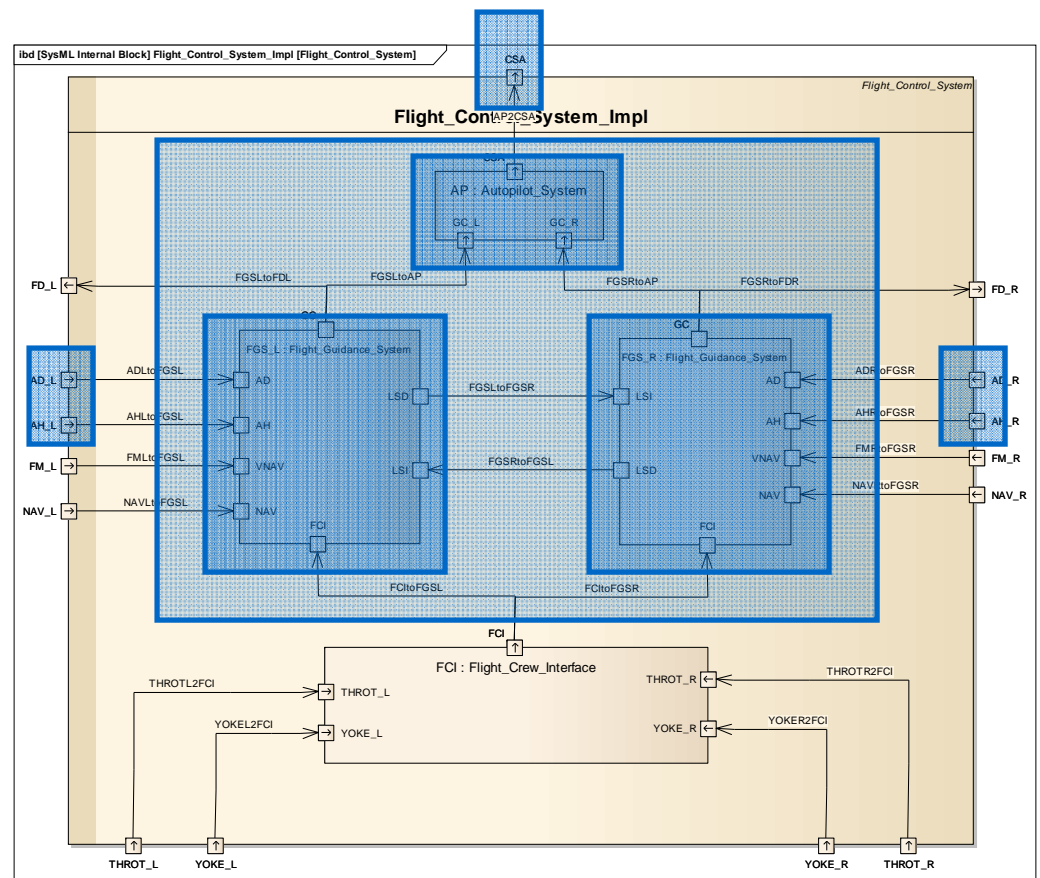 ibd [SysML Internal Block] Flight_Control_System_Impl [Flight_Control_System]
CSA
Flight_Control_System
Flight_Control_System_Impl
AP2CSA
CSA
AP : Autopilot_System
GC_L
GC_R
FD_L
FGSLtoFDL
FGSLtoAP
FGSRtoAP
FGSRtoFDR
FD_R
GC
GC
FGS_L : Flight_Guidance_System
FGS_R : Flight_Guidance_System
AD_L
ADLtoFGSL
AD
LSD
FGSLtoFGSR
LSI
AD
ADRtoFGSR
AD_R
AH_L
AHLtoFGSL
AH
AH
AHRtoFGSR
AH_R
FM_L
FMLtoFGSL
VNAV
LSI
FGSRtoFGSL
LSD
VNAV
FMRtoFGSR
FM_R
NAV_L
NAVLtoFGSL
NAV
NAV
NAVRtoFGSR
NAV_R
FCI
FCI
FCItoFGSL
FCItoFGSR
FCI
FCI : Flight_Crew_Interface
THROTL2FCI
THROT_L
THROT_R
THROTR2FCI
YOKEL2FCI
YOKE_L
YOKE_R
YOKER2FCI
THROT_L
YOKE_L
YOKE_R
THROT_R